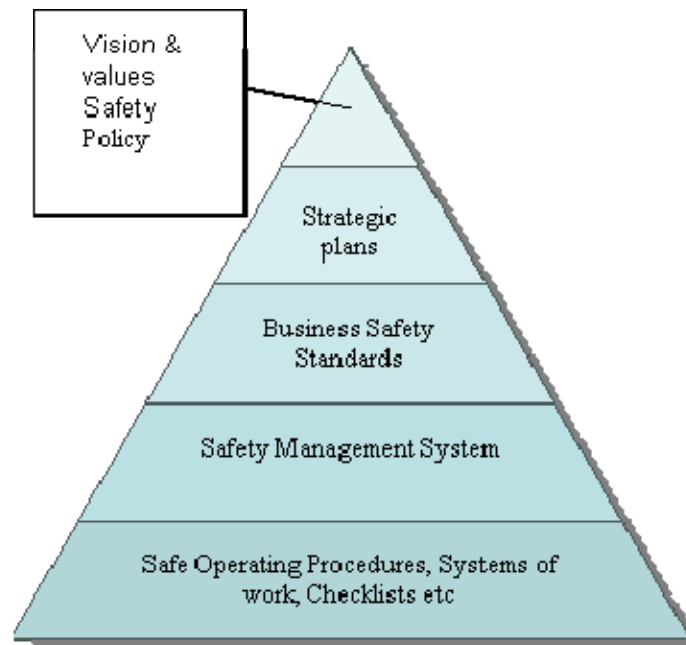 Vision &
values
Safety
Policy
Strategic
plans
Business Safety
Standards
Safety Management System
Safe Operating Procedures, Systems of
work, Checklists etc